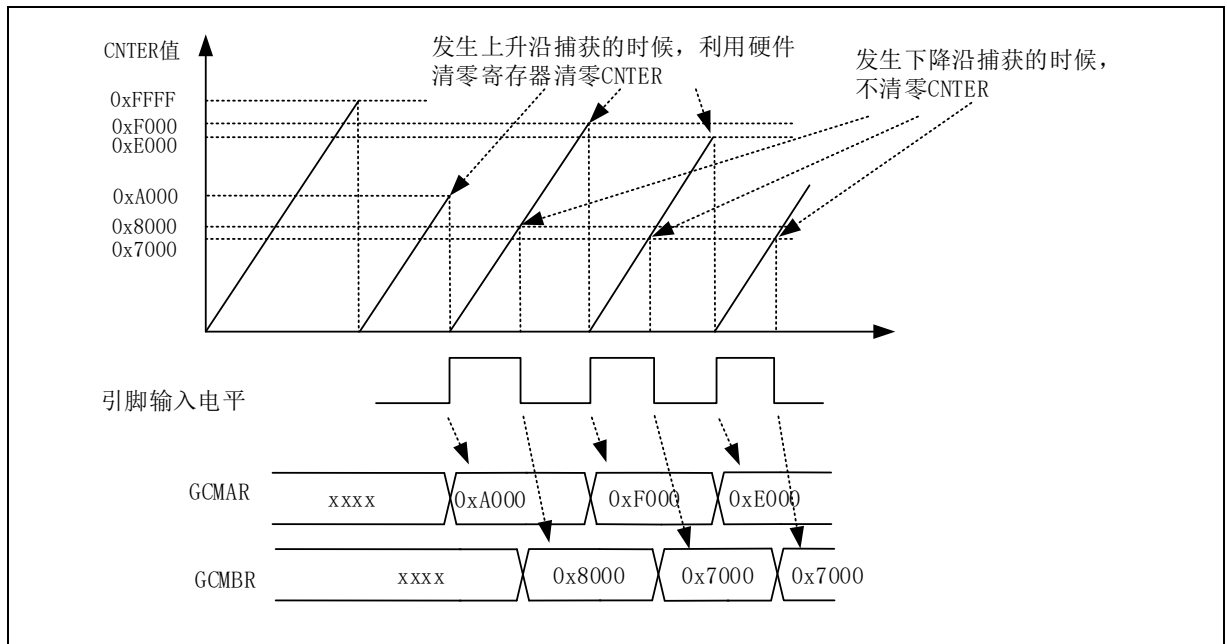 CNTER值
发生上升沿捕获的时候，利用硬件
清零寄存器清零CNTER
发生下降沿捕获的时候，
不清零CNTER
0xFFFF
0xF000
0xE000
0xA000
0x8000
0x7000
引脚输入电平
GCMAR
xxxx
0xA000
0xF000
0xE000
GCMBR
xxxx
0x8000
0x7000
0x7000